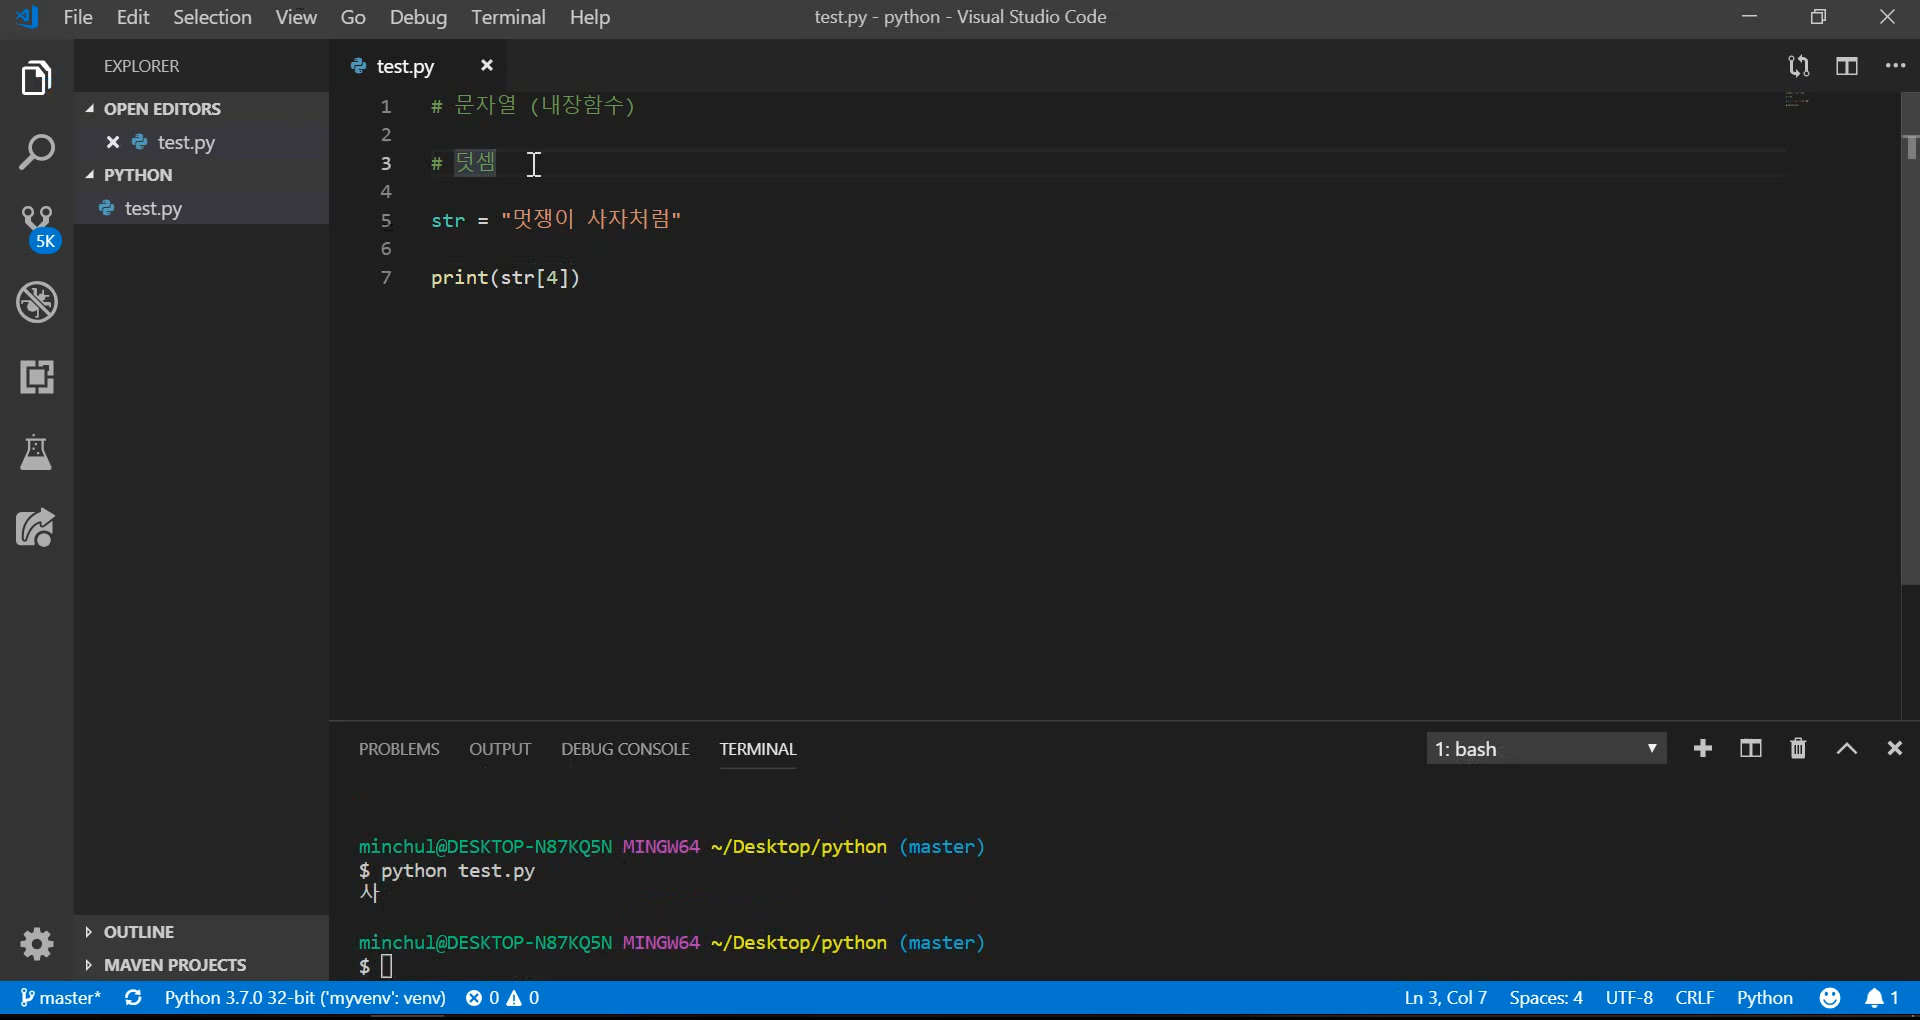 File Edit Selection View Go Debug Terminal Help test.py - python - Visual Studio Code
EXPLORER
test.py
OPEN EDITORS
test.py
PYTHON
test.py
5K
1 # 문자열 (내장함수)
2
3 # 덧셈
4
5 str = "멋쟁이 사자처럼"
6
7 print(str[4])
PROBLEMS OUTPUT DEBUG CONSOLE TERMINAL 1: bash
minchul@DESKTOP-N87KQ5N MINGW64 ~/Desktop/python (master)
$ python test.py
사
minchul@DESKTOP-N87KQ5N MINGW64 ~/Desktop/python (master)
$
OUTLINE
MAVEN PROJECTS
master* Python 3.7.0 32-bit ('myvenv': venv) 0 0 Ln 3, Col 7 Spaces: 4 UTF-8 CRLF Python 1